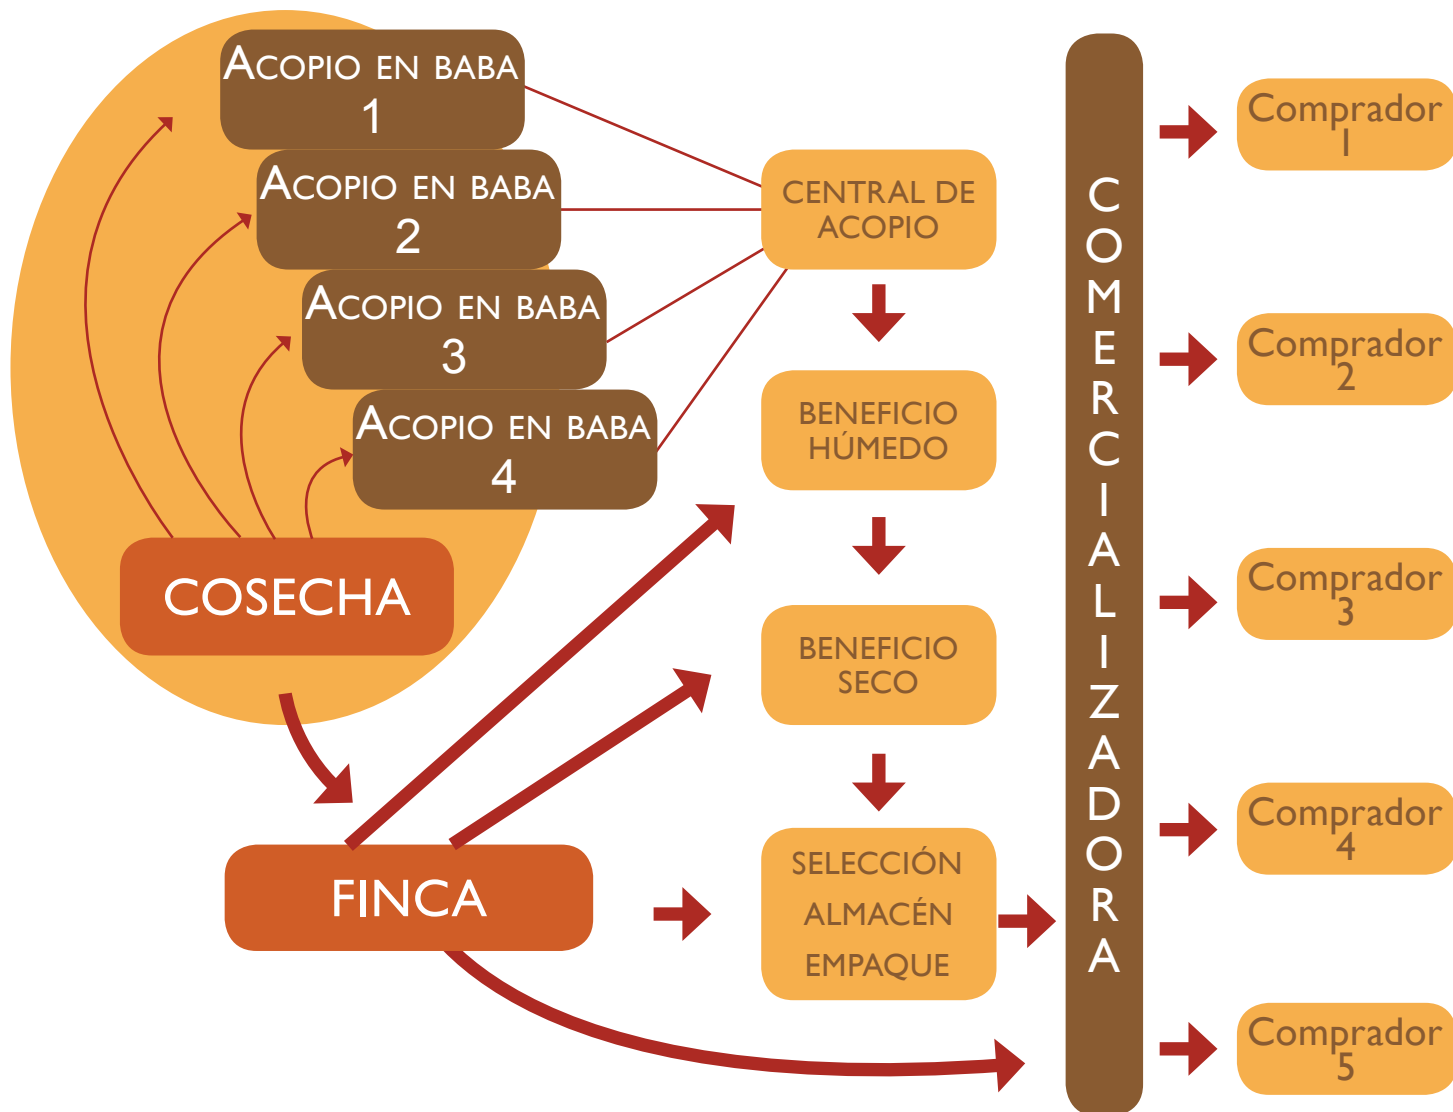 ACOPIO EN BABA
1
ACOPIO EN BABA
2
ACOPIO EN BABA
3
ACOPIO EN BABA
4
COSECHA
FINCA
CENTRAL DE
ACOPIO
BENEFICIO
HÚMEDO
BENEFICIO
SECO
SELECCIÓN
ALMACÉN
EMPAQUE
COMERCIALIZADORA
Comprador
1
Comprador
2
Comprador
3
Comprador
4
Comprador
5